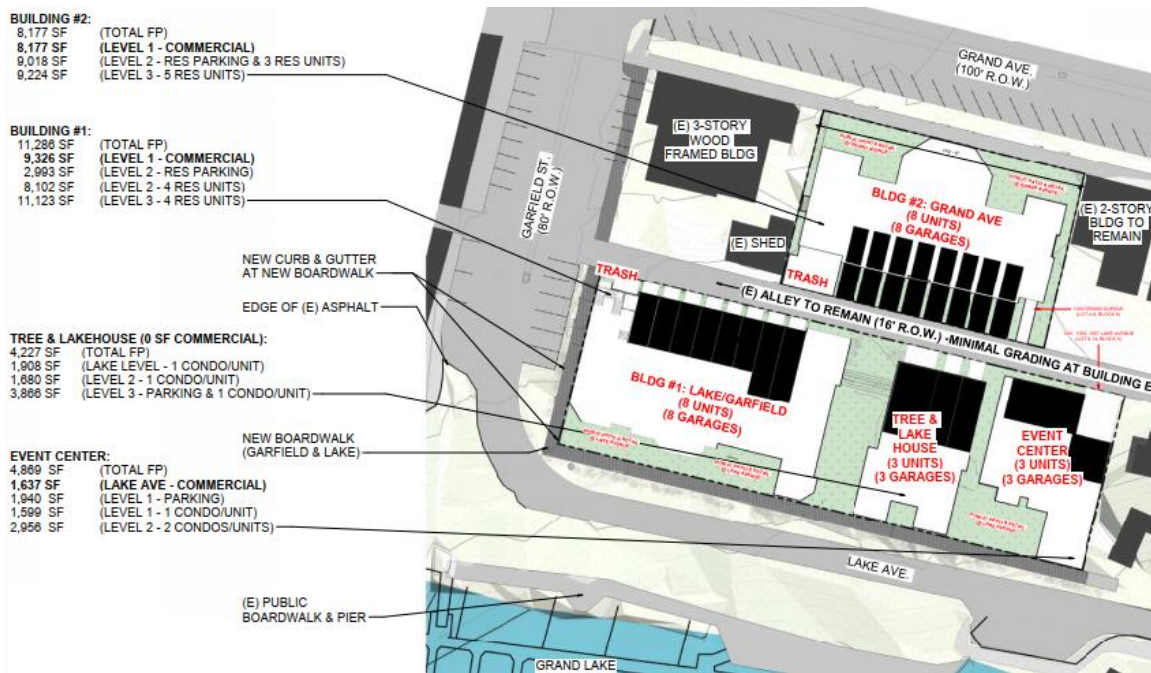 BUILDING #2:
8,177 SF (TOTAL FP)
8,177 SF (LEVEL 1 - COMMERCIAL)
9,018 SF (LEVEL 2 - RES PARKING & 3 RES UNITS)
9,224 SF (LEVEL 3 - 5 RES UNITS)
BUILDING #1:
11,286 SF (TOTAL FP)
9,326 SF (LEVEL 1 - COMMERCIAL)
2,993 SF (LEVEL 2 - RES PARKING)
8,102 SF (LEVEL 2 - 4 RES UNITS)
11,123 SF (LEVEL 3 - 4 RES UNITS)
NEW CURB & GUTTER
AT NEW BOARDWALK
EDGE OF (E) ASPHALT
TREE & LAKEHOUSE (0 SF COMMERCIAL):
4,227 SF (TOTAL FP)
1,908 SF (LAKE LEVEL - 1 CONDO/UNIT)
1,680 SF (LEVEL 2 - 1 CONDO/UNIT)
3,866 SF (LEVEL 3 - PARKING & 1 CONDO/UNIT)
NEW BOARDWALK
(GARFIELD & LAKE)
EVENT CENTER:
4,869 SF (TOTAL FP)
1,637 SF (LAKE AVE - COMMERCIAL)
1,940 SF (LEVEL 1 - PARKING)
1,599 SF (LEVEL 1 - 1 CONDO/UNIT)
2,956 SF (LEVEL 2 - 2 CONDOS/UNITS)
(E) PUBLIC
BOARDWALK & PIER
GRAND AVE.
(100' R.O.W.)
GARFIELD ST.
(80' R.O.W.)
(E) 3-STORY
WOOD
FRAMED BLDG
(E) SHED
BLDG #2: GRAND AVE
(8 UNITS)
(8 GARAGES)
(E) 2-STORY
BLDG TO
REMAIN
TRASH
TRASH
(E) ALLEY TO REMAIN (16' R.O.W.) -MINIMAL GRADING AT BUILDING E
BLDG #1: LAKE/GARFIELD
(8 UNITS)
(8 GARAGES)
TREE &
LAKE
HOUSE
(3 UNITS)
(3 GARAGES)
EVENT
CENTER
(3 UNITS)
(3 GARAGES)
LAKE AVE.
GRAND LAKE